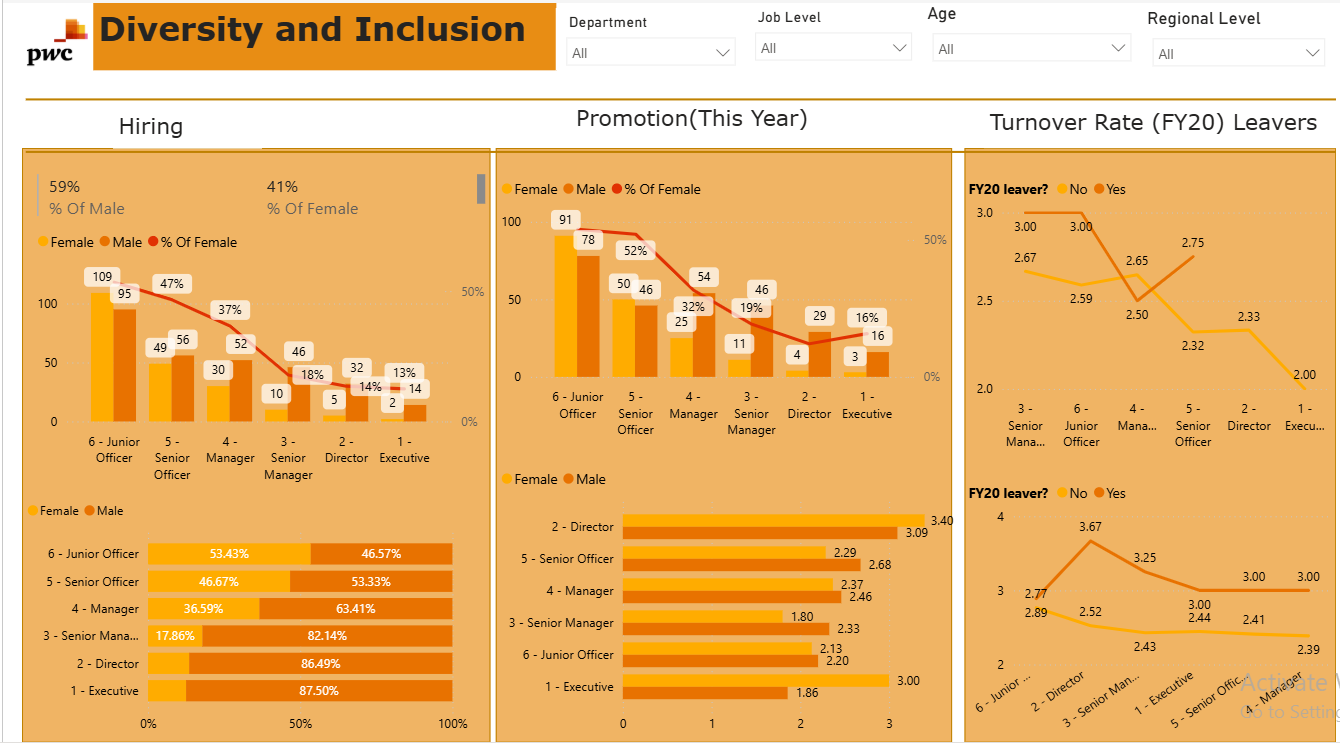 pwc
Diversity and Inclusion
Department
All
Job Level
All
Age
All
Regional Level
All
Hiring
59%
% Of Male
41%
% Of Female
Female Male % Of Female
100
50
0
50%
0%
109
95
49
56
47%
30
52
37%
10
46
18%
5
32
14%
2
14
13%
6 - Junior Officer
5 - Senior Officer
4 - Manager
3 - Senior Manager
2 - Director
1 - Executive
Female Male
6 - Junior Officer 53.43% 46.57%
5 - Senior Officer 46.67% 53.33%
4 - Manager 36.59% 63.41%
3 - Senior Mana... 17.86% 82.14%
2 - Director 86.49%
1 - Executive 87.50%
0% 50% 100%
Promotion(This Year)
Female Male % Of Female
100
50
0
50%
0%
91
78
50
46
52%
25
54
32%
11
46
19%
4
29
3
16
16%
6 - Junior Officer
5 - Senior Officer
4 - Manager
3 - Senior Manager
2 - Director
1 - Executive
Female Male
2 - Director 3.40
3.09
5 - Senior Officer 2.29
2.68
4 - Manager 2.37
2.46
3 - Senior Manager 1.80
2.33
6 - Junior Officer 2.13
2.20
1 - Executive 3.00
1.86
0 1 2 3
Turnover Rate (FY20) Leavers
FY20 leaver? No Yes
3.0
2.5
2.0
3.00
3.00
2.67
2.59
2.65
2.50
2.75
2.32
2.33
2.00
3 - Senior Mana...
6 - Junior Officer
4 - Mana...
5 - Senior Officer
2 - Director
1 - Execu...
FY20 leaver? No Yes
4
3
2
2.77
2.89
3.67
2.52
3.25
2.43
3.00
2.44
3.00
2.41
3.00
2.39
6 - Junior ...
2 - Director
3 - Senior Man...
1 - Executive
5 - Senior Offic...
4 - Manager
Activate W
Go to Setting